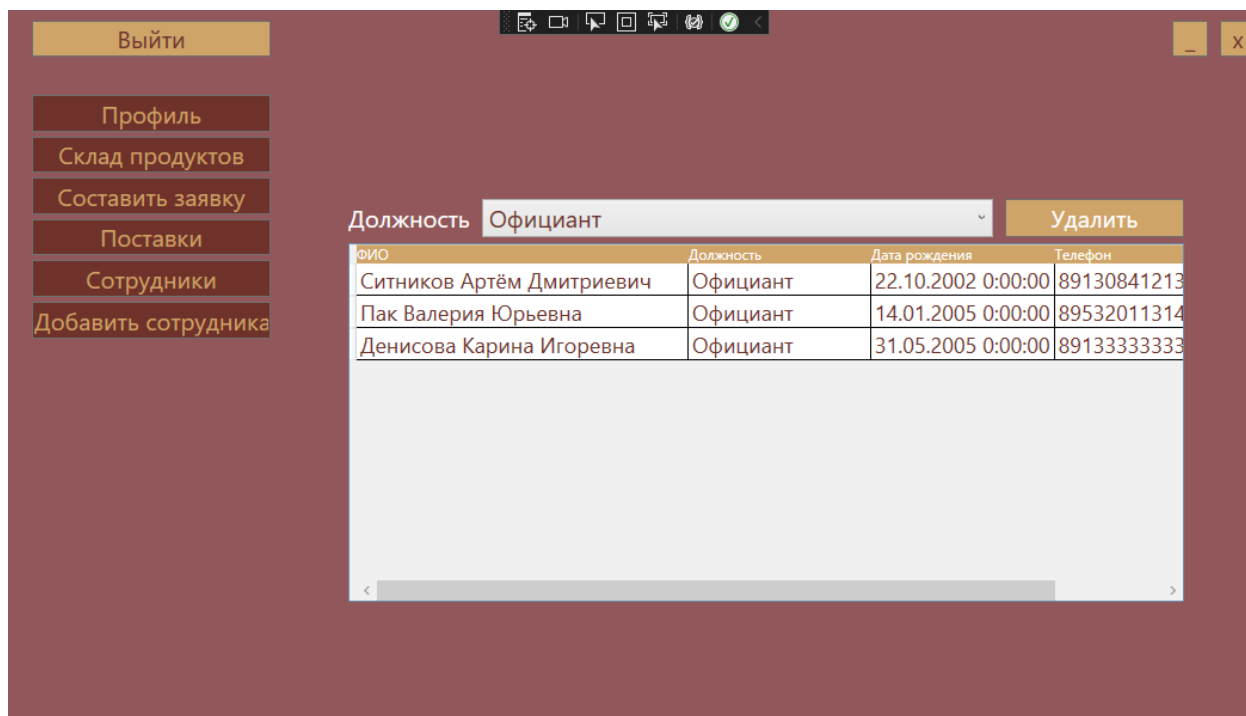 Выйти
_ x
Профиль
Склад продуктов
Составить заявку
Поставки
Сотрудники
Добавить сотрудника
Должность Официант Удалить
ФИО Должность Дата рождения Телефон
Ситников Артём Дмитриевич Официант 22.10.2002 0:00:00 89130841213
Пак Валерия Юрьевна Официант 14.01.2005 0:00:00 89532011314
Денисова Карина Игоревна Официант 31.05.2005 0:00:00 89133333333